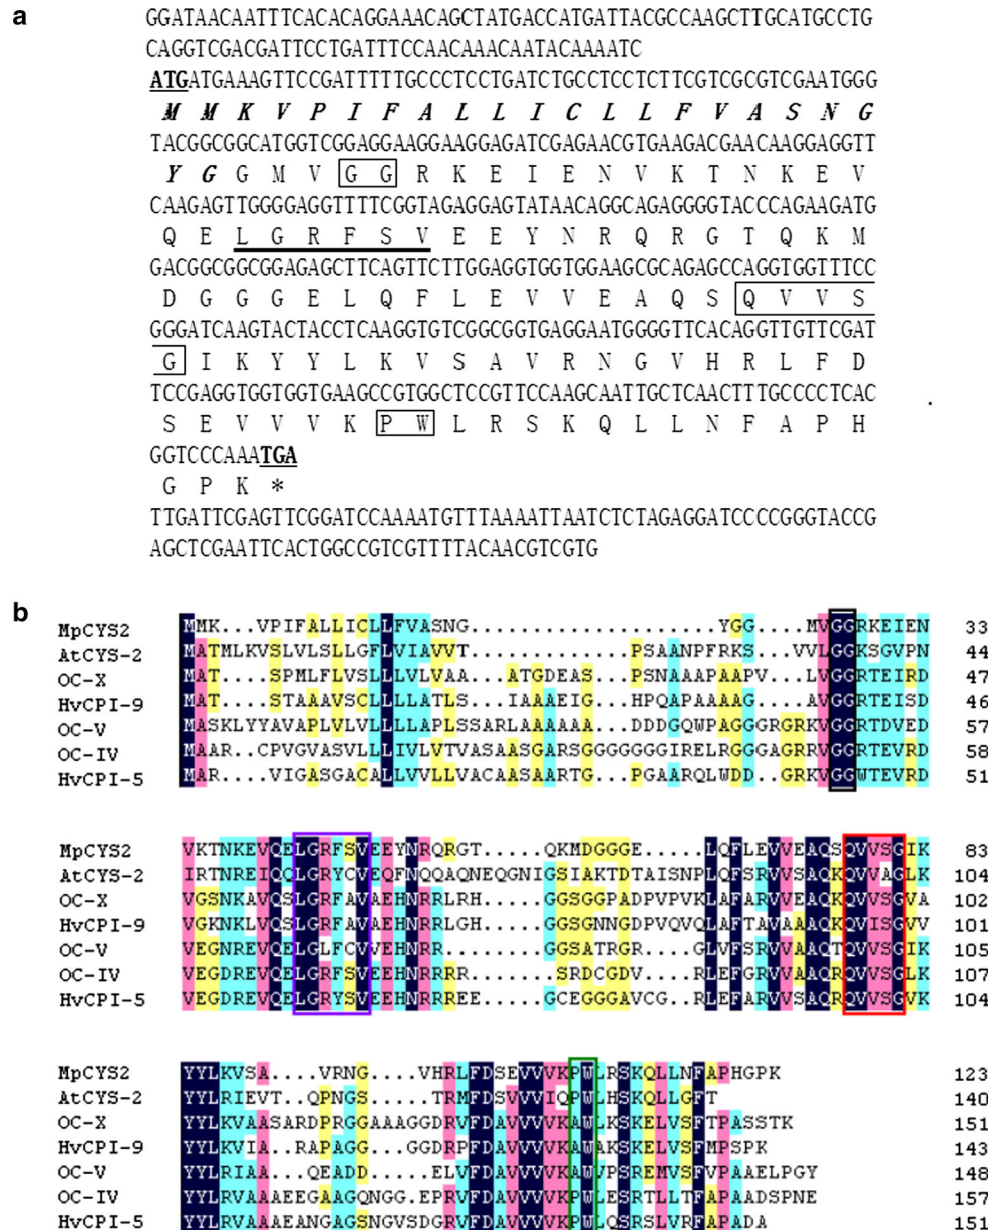 a
GGATAACAATTTCACACAGGAAACAGCTATGACCATGATTACGCCAAGCTTGCATGCCTG
CAGGTCGACGATTCCTGATTTCCAACAAACAATACAAAATC
ATGATGAAAGTTCCGATTTTTGCCCTCCTGATCTGCCTCCTCTTCGTCGCGTCGAATGGG
M M K V P I F A L L I C L L F V A S N G
TACGGCGGCATGGTCGGAGGAAGGAAGGAGATCGAGAACGTGAAGACGAACAAGGAGGTT
Y G G M V G G R K E I E N V K T N K E V
CAAGAGTTGGGGAGGTTTTCGGTAGAGGAGTATAACAGGCAGAGGGGTACCCAGAAGATG
Q E L G R F S V E E Y N R Q R G T Q K M
GACGGCGGCGGAGAGCTTCAGTTCTTGGAGGTGGTGGAAGCGCAGAGCCAGGTGGTTTCC
D G G G E L Q F L E V V E A Q S Q V V S
GGGATCAAGTACTACCTCAAGGTGTCGGCGGTGAGGAATGGGGTTCACAGGTTGTTCGAT
G I K Y Y L K V S A V R N G V H R L F D
TCCGAGGTGGTGGTGAAGCCGTGGCTCCGTTCCAAGCAATTGCTCAACTTTGCCCCTCAC
S E V V V K P W L R S K Q L L N F A P H
GGTCCCAAATGA
G P K *
TTGATTCGAGTTCGGATCCAAAATGTTTAAAATTAATCTCTAGAGGATCCCCGGGTACCG
AGCTCGAATTCACTGGCCGTCGTTTTACAACGTCGTG
b
MpCYS2 MMK...VPIFALLICLLFVASNG................YGG....MVGGRKEIEN 33
AtCYS-2 MATMLKVSLVLSLLGFLVIAVVT..........PSAANPFRKS...VVLGGKSGVPN 44
OC-X MAT....SPMLFLVSLLLVLVAA...ATGDEAS..PSNAAAPAAPV...LVGGRTEIRD 47
HvCPI-9 MAT....STAAAVSCLLLLATLS....IAAAEIG...HPQAPAAAAG....AVGGRTEISD 46
OC-V MASKLYYAVAPLVLVLLLLAPLSSARLAAAAAA..DDDGQWPAGGGRGRKVGGRTDVED 57
OC-IV MAAR..CPVGVASVLLLIVLVTVASAASGARSGGGGGGGIRELRGGGAGRRVGGRTEVRD 58
HvCPI-5 MAR....VIGASGACALLVVLLVACAASAARTG...PGAARQLWDD...GRKVGGWTEVRD 51
MpCYS2 VKTNKEVQELGRFSVEEYNRQRGT.....QKMDGGGE.....LQFLEVVEAQSQVVSGIK 83
AtCYS-2 IRTNREIQQLGRYCVEQFNQQAQNEQGNIGSIAKTDTAISNPLQFSRVVSAQKQVVAGLK 104
OC-X VGSNKAVQSLGRFAVAEHNRRLRH.....GGSGGPADPVPVKLAFARVVEAQKQVVSGVA 102
HvCPI-9 VGKNKLVQSLGRFAVAEHNRRLGH.....GGSGNNGDPVQVQLAFTAVAAAQKQVISGVV 101
OC-V VEGNREVQELGLFCVVEHNRR........GGSATRGR....GLVFSRVVAAQTQVVSGIK 105
OC-IV VEGDREVQELGRFSVEEHNRRRR......SRDCGDV.....RLEFGRVVAAQRQVVSGLK 107
HvCPI-5 VEGDREVQELGRYSVEEHNRRREE.....GCEGGGAVCG..RLEFARVVSAQRQVVSGVK 104
MpCYS2 YYLKVSA....VRNG....VHRLFDSEVVVKPWLRSKQLLNFAPHGPK 123
AtCYS-2 YYLRIEVT..QPNGS.....TRMFDSVVVIQPWLHSKQLLGFT 140
OC-X YYLKVAASARDPRGGAAAGGDRVFDAVVVVKAWLKSKELVSFTPASSTK 151
HvCPI-9 YYLKVIA..RAPAGG...GGDRPFDAVVVVKAWAKSKELVSFMPSPK 143
OC-V YYLRIAA...QEADD.....ELVFDAVVVVKAWVPSREMVSFVPAAELPGY 148
OC-IV YYLRVAAAEEGAAGQNGG.EPRVFDAVVVVKPWLESRTLLTFAPAADSPNE 157
HvCPI-5 YYLRVAAAEANGAGSNGVSDGRVFDAVVVVKPWLQSRSLVRFAPADA 151